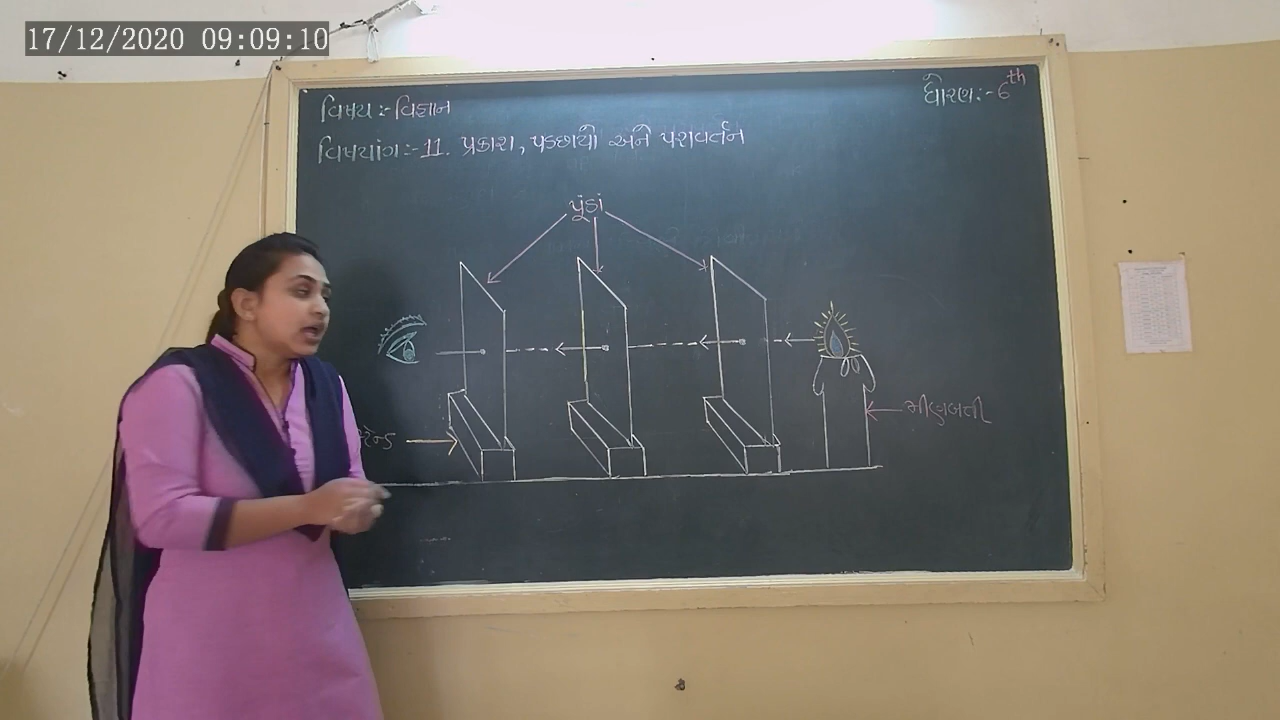 17/12/2020 09:09:10
વિષય :- વિજ્ઞાન
ધોરણ :- 6th
વિષયાંગ :- 11. પ્રકાશ, પડછાયો અને પરાવર્તન
પૂંઠાં
મીણબત્તી